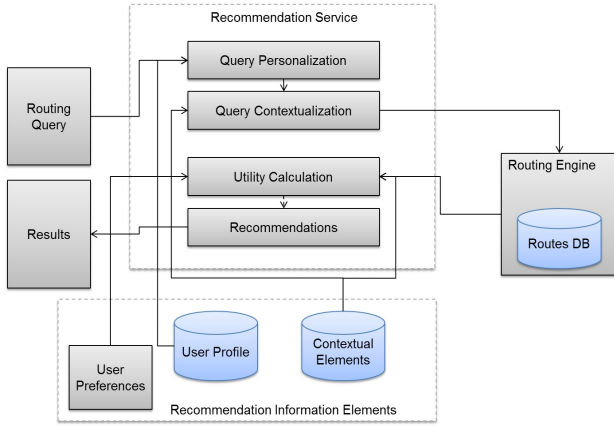 Recommendation Service
Query Personalization
Routing
Query
Query Contextualization
Routing Engine
Utility Calculation
Results
Recommendations
Routes DB
User Profile
Contextual
Elements
User
Preferences
Recommendation Information Elements